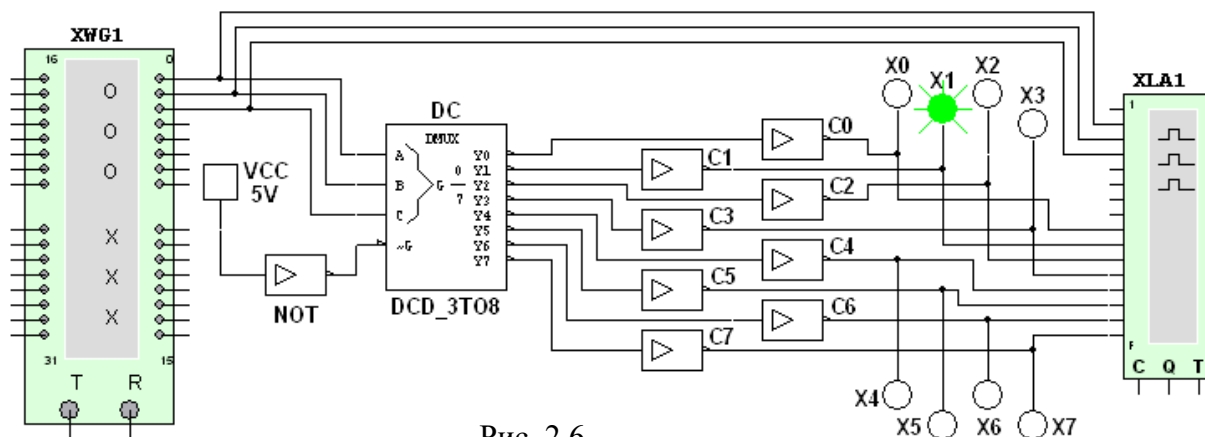 XWG1
16
0
O
O
O
X
X
X
31
15
T
R
VCC
5V
NOT
DC
DMUX
A
B
C
G
0
7
~G
Y0
Y1
Y2
Y3
Y4
Y5
Y6
Y7
DCD_3TO8
C0
C1
C2
C3
C4
C5
C6
C7
X0
X1
X2
X3
X4
X5
X6
X7
XLA1
1
F
C Q T
Рис. 2.6